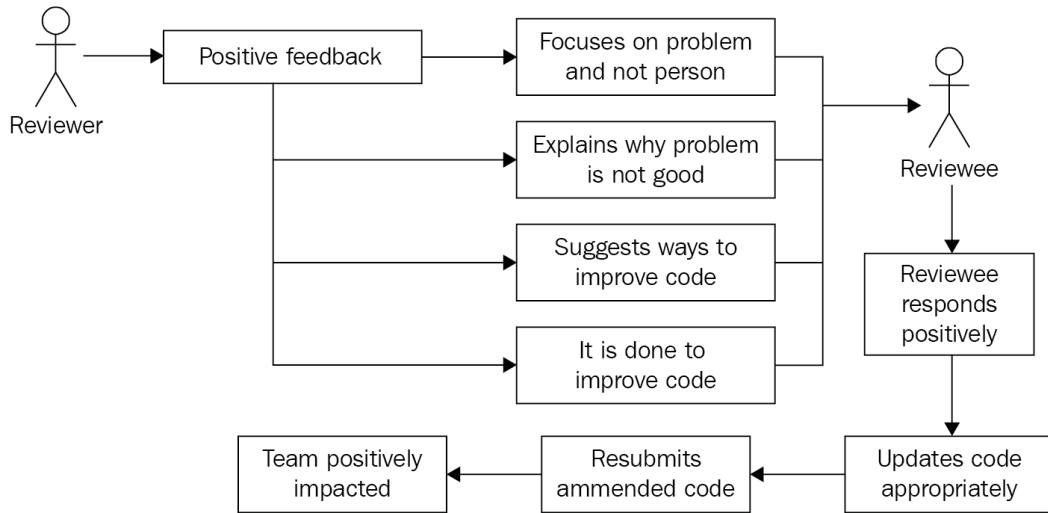 Reviewer
Positive feedback
Focuses on problem
and not person
Explains why problem
is not good
Suggests ways to
improve code
It is done to
improve code
Reviewee
Reviewee
responds
positively
Updates code
appropriately
Resubmits
ammended code
Team positively
impacted